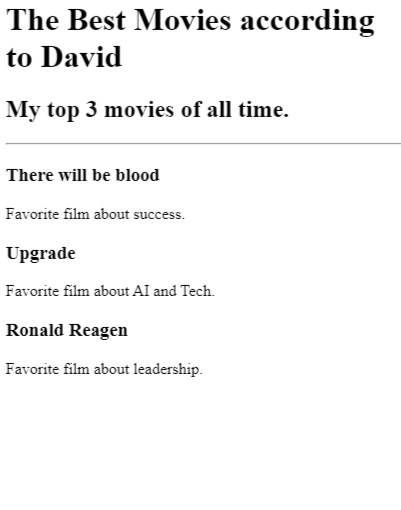 The Best Movies according
to David
My top 3 movies of all time.
There will be blood
Favorite film about success.
Upgrade
Favorite film about AI and Tech.
Ronald Reagen
Favorite film about leadership.